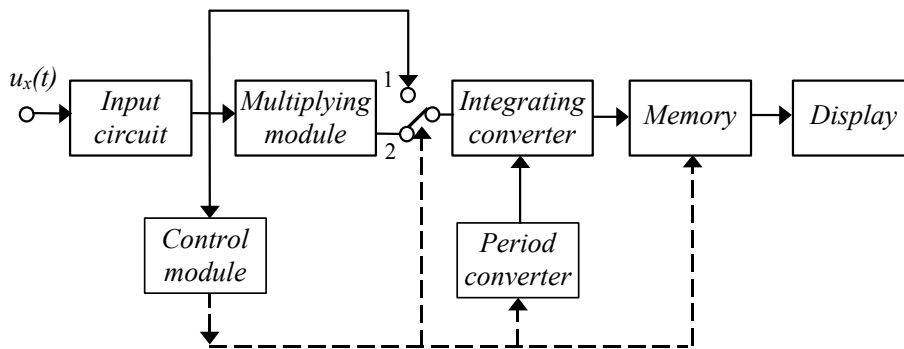 u_x(t)
Input
circuit
Multiplying
module
1
2
Integrating
converter
Memory
Display
Control
module
Period
converter